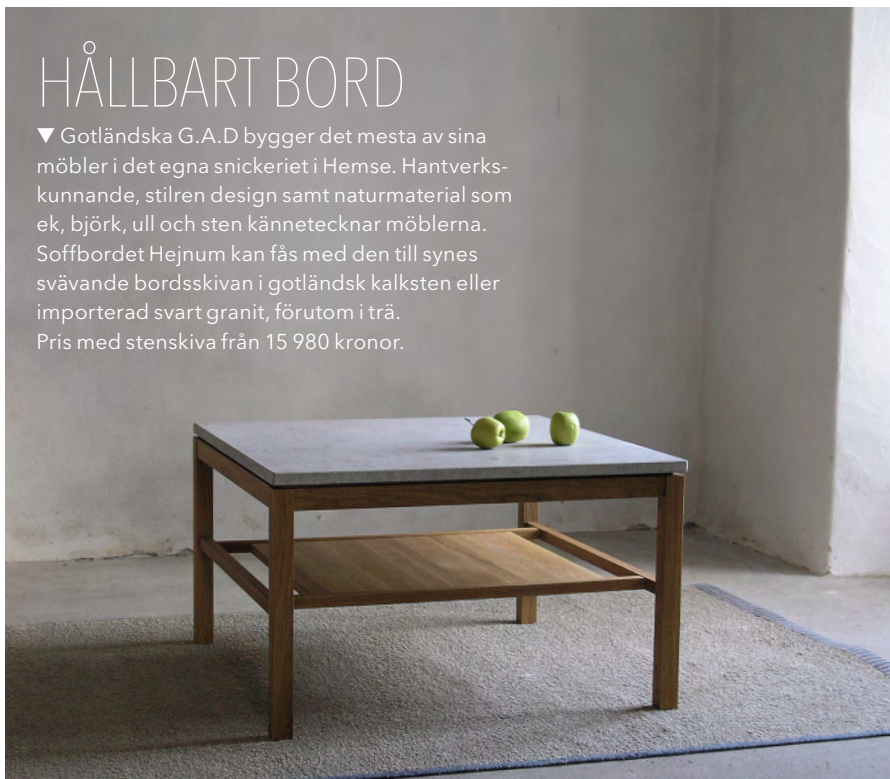 HÅLLBART BORD
▼ Gotländska G.A.D bygger det mesta av sina
möbler i det egna snickeriet i Hemse. Hantverks-
kunnande, stilren design samt naturmaterial som
ek, björk, ull och sten kännetecknar möblerna.
Soffbordet Hejnum kan fås med den till synes
svävande bordsskivan i gotländsk kalksten eller
importerad svart granit, förutom i trä.
Pris med stenskiva från 15 980 kronor.